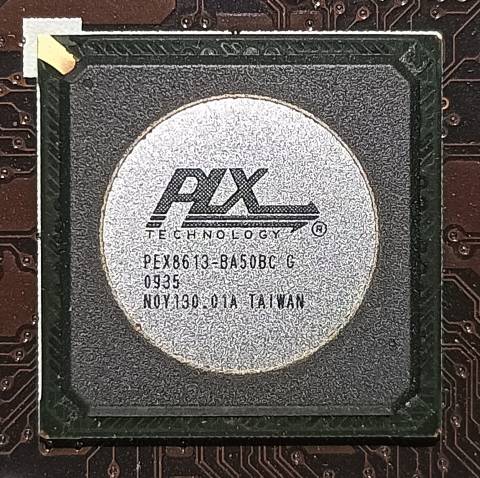 PLX
TECHNOLOGY ®
PEX8613-BA50BC G
0935
N0Y130.01A TAIWAN